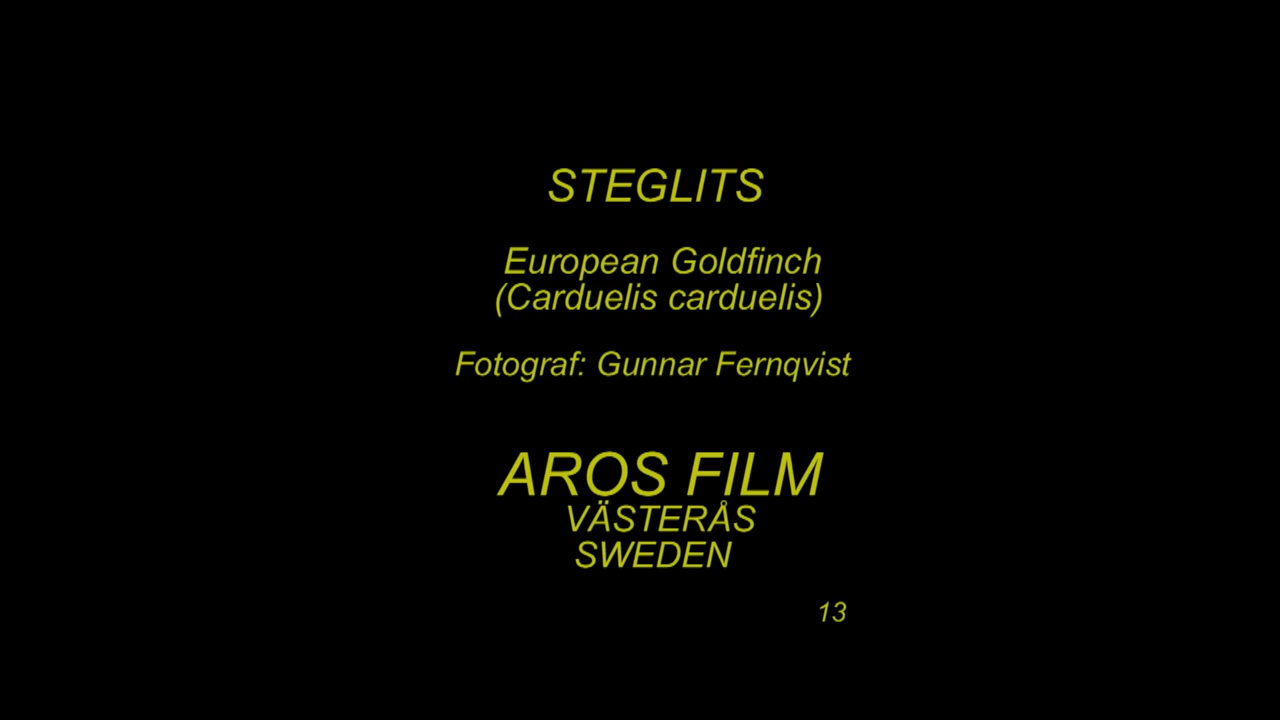 STEGLITS
European Goldfinch
(Carduelis carduelis)
Fotograf: Gunnar Fernqvist
AROS FILM
VÄSTERÅS
SWEDEN
13